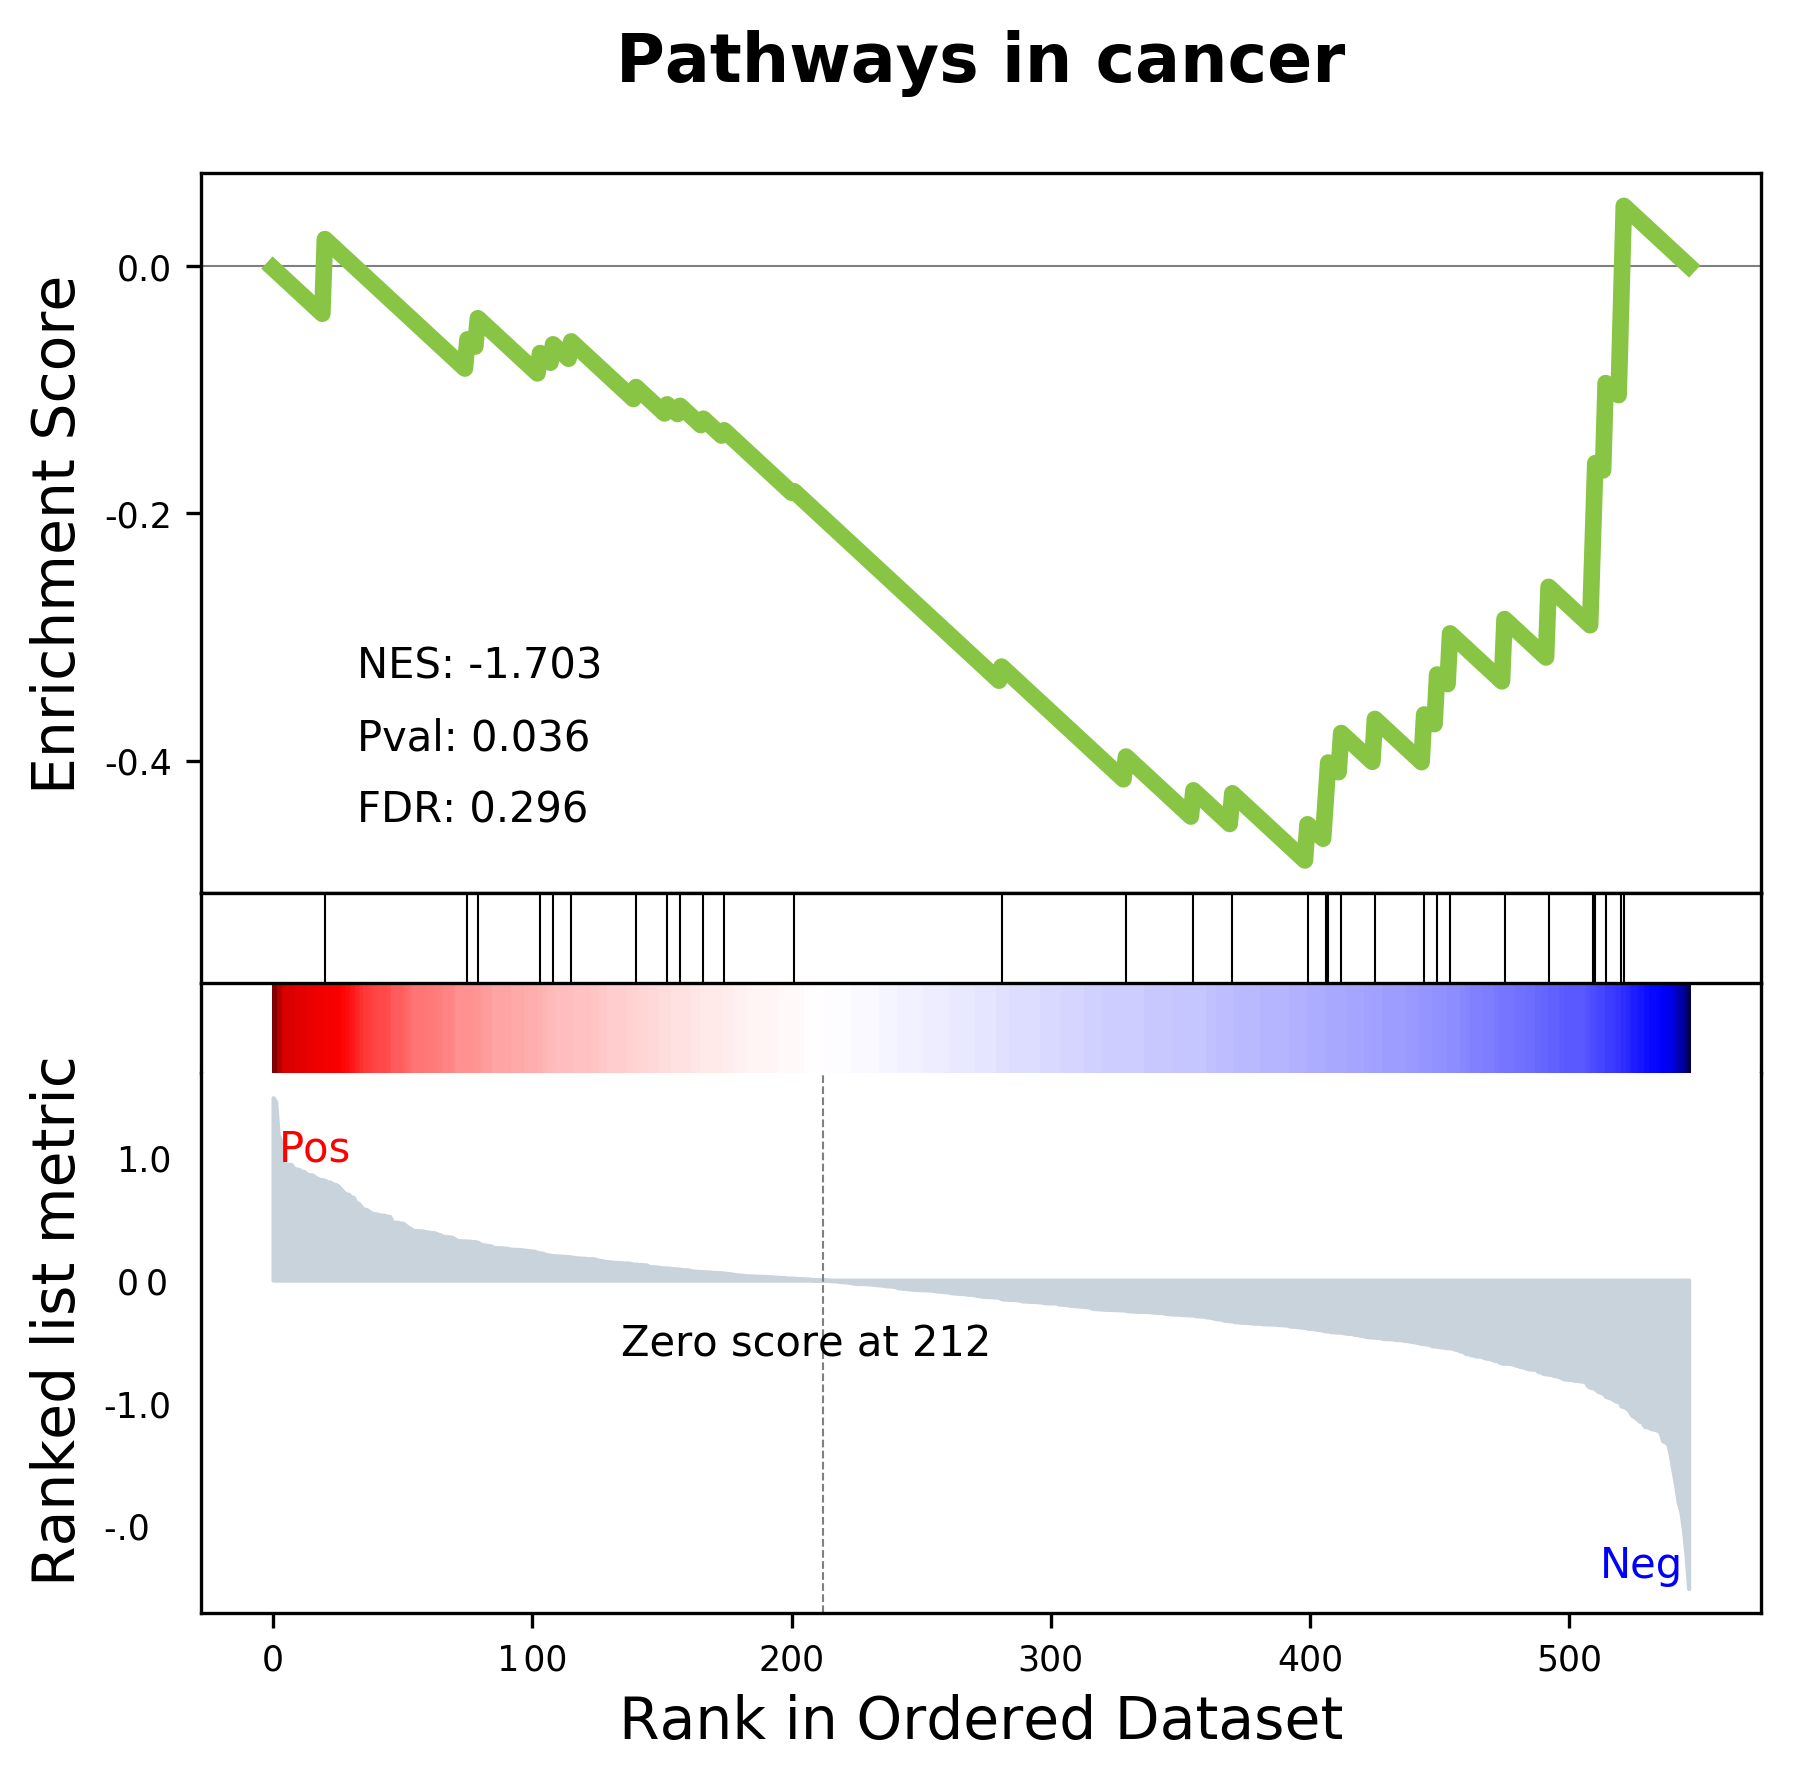 Pathways in cancer
Enrichment Score
0.0
-0.2
-0.4
NES: -1.703
Pval: 0.036
FDR: 0.296
Ranked list metric
1.0
0 0
-1.0
-.0
Pos
Zero score at 212
Neg
0 100 200 300 400 500
Rank in Ordered Dataset